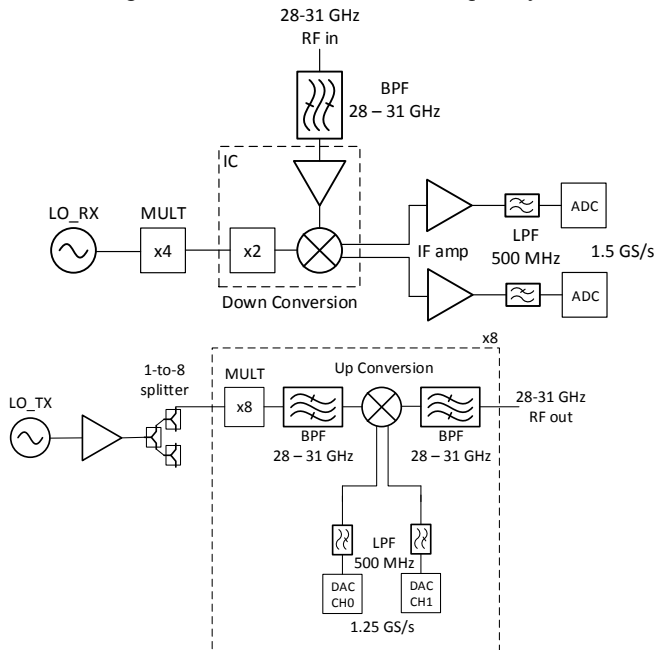 28-31 GHz
RF in
BPF
28 – 31 GHz
IC
LO_RX
MULT
x4
x2
IF amp
LPF
500 MHz
ADC
1.5 GS/s
ADC
Down Conversion
x8
1-to-8
splitter
MULT
Up Conversion
LO_TX
x8
BPF
28 – 31 GHz
BPF
28 – 31 GHz
28-31 GHz
RF out
LPF
500 MHz
DAC
CH0
DAC
CH1
1.25 GS/s